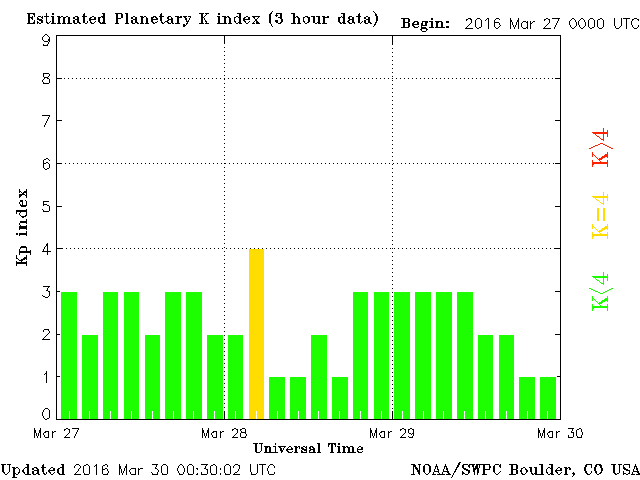 Estimated Planetary K index (3 hour data) Begin: 2016 Mar 27 0000 UTC
9
8
7
6
5
4
3
2
1
0
Kp index
K>4
K=4
K<4
Mar 27 Mar 28 Mar 29 Mar 30
Universal Time
Updated 2016 Mar 30 00:30:02 UTC NOAA/SWPC Boulder, CO USA